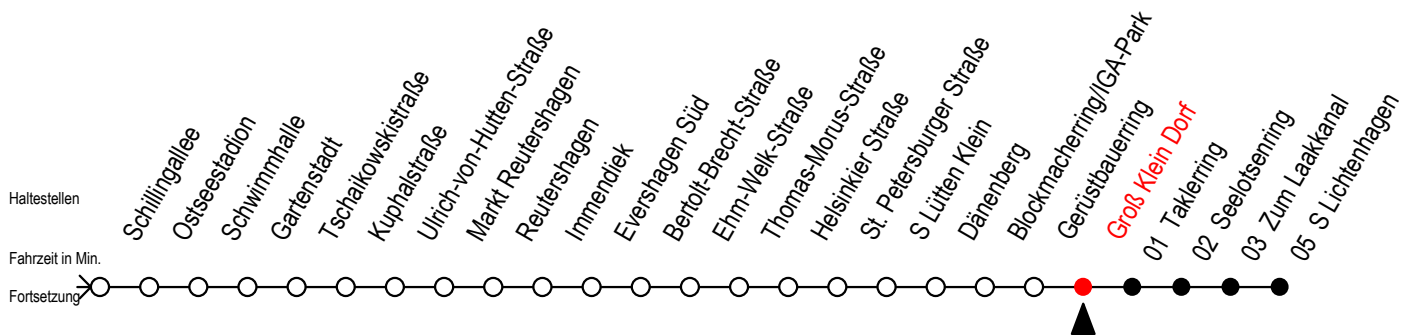 Haltestellen
Fahrzeit in Min.
Fortsetzung
Schillingallee
Ostseestadion
Schwimmhalle
Gartenstadt
Tschaikowskistraße
Kuphalstraße
Ulrich-von-Hutten-Straße
Markt Reutershagen
Reutershagen
Immendiek
Evershagen Süd
Bertolt-Brecht-Straße
Ehm-Welk-Straße
Thomas-Morus-Straße
Helsinkier Straße
St. Petersburger Straße
S Lütten Klein
Dänenberg
Blockmacherring/IGA-Park
Gerüstbauerring
Groß Klein Dorf
01 Taklerring
02 Seelotsenring
03 Zum Laakkanal
05 S Lichtenhagen